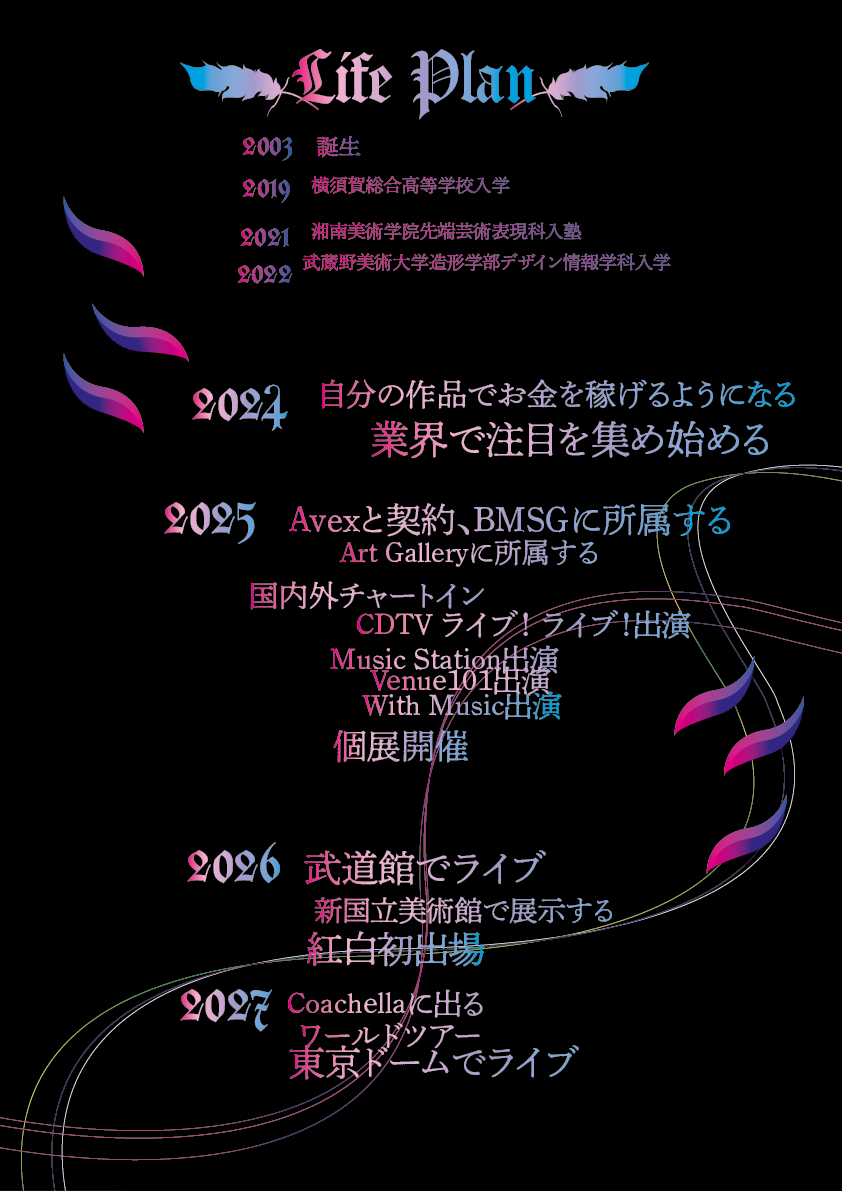 Life Plan
2003 誕生
2019 横須賀総合高等学校入学
2021 湘南美術学院先端芸術表現科入塾
2022 武蔵野美術大学造形学部デザイン情報学科入学
2024 自分の作品でお金を稼げるようになる
業界で注目を集め始める
2025 Avexと契約、BMSGに所属する
Art Galleryに所属する
国内外チャートイン
CDTV ライブ！ライブ！出演
Music Station出演
Venue101出演
With Music出演
個展開催
2026 武道館でライブ
新国立美術館で展示する
紅白初出場
2027 Coachellaに出る
ワールドツアー
東京ドームでライブ